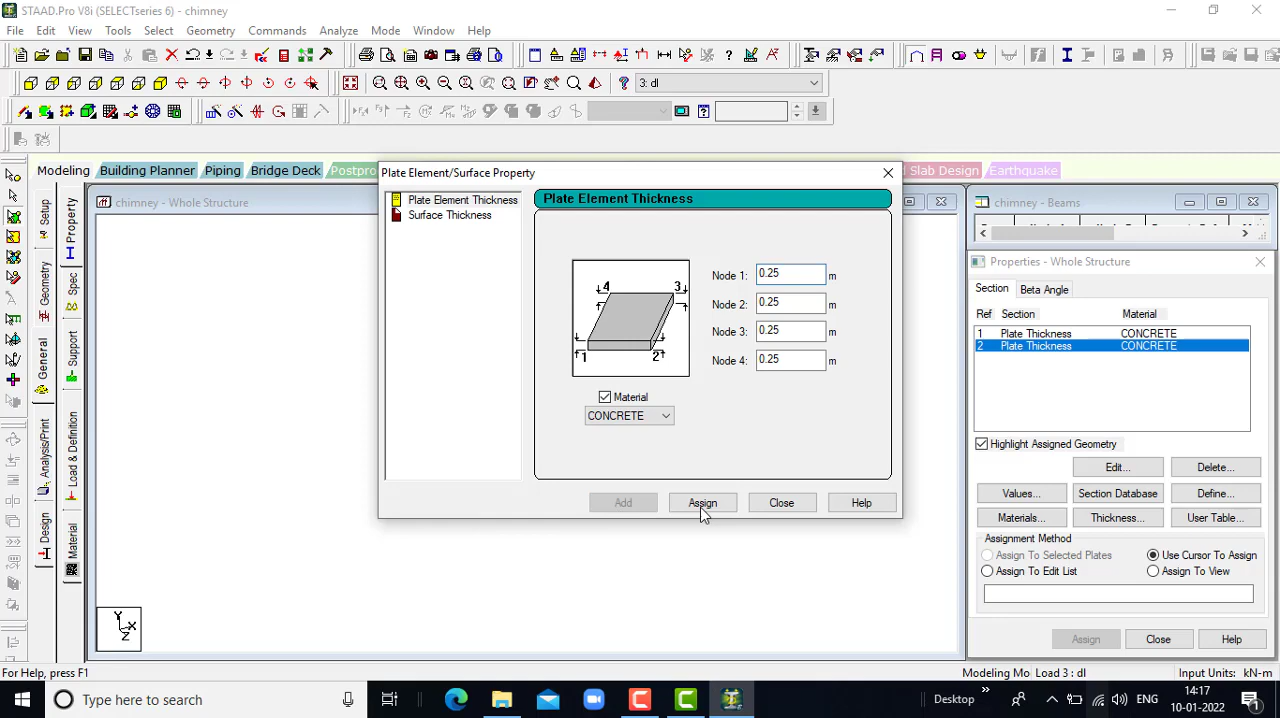 STAAD.Pro V8i (SELECTseries 6) - chimney
File Edit View Tools Select Geometry Commands Analyze Mode Window Help
3: dl
Modeling Building Planner Piping Bridge Deck Postpro Slab Design Earthquake
chimney - Whole Structure
chimney - Beams
Setup
Geometry
General
Analysis/Print
Design
Property
Spec
Support
Load & Definition
Material
Plate Element/Surface Property
Plate Element Thickness
Surface Thickness
Plate Element Thickness
4 3
1 2
Node 1: 0.25 m
Node 2: 0.25 m
Node 3: 0.25 m
Node 4: 0.25 m
Material
CONCRETE
Add Assign Close Help
Properties - Whole Structure
Section Beta Angle
Ref Section Material
1 Plate Thickness CONCRETE
2 Plate Thickness CONCRETE
Highlight Assigned Geometry
Edit... Delete...
Values... Section Database Define...
Materials... Thickness... User Table...
Assignment Method
Assign To Selected Plates Use Cursor To Assign
Assign To Edit List Assign To View
Assign Close Help
Y
X
Z
For Help, press F1
Modeling Mo Load 3 : dl Input Units: kN-m
Type here to search
Desktop
ENG
14:17
10-01-2022
1